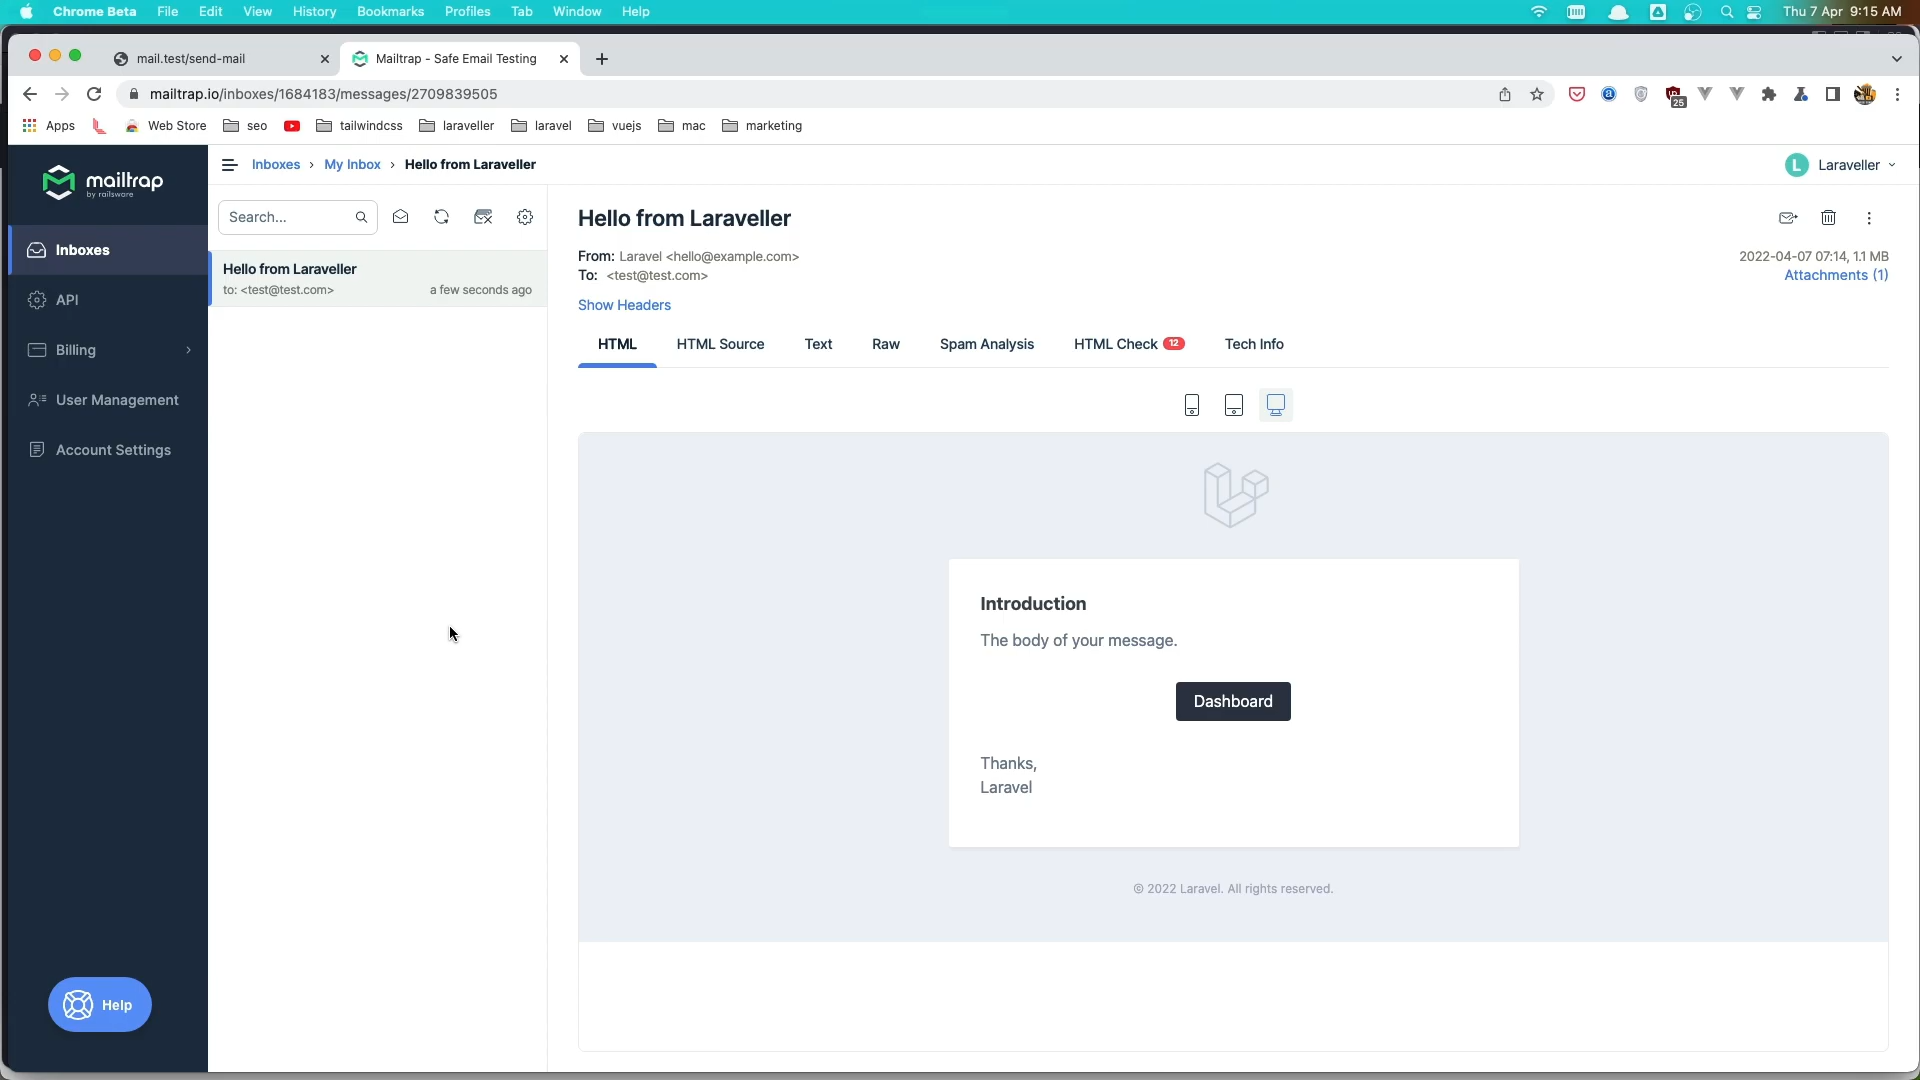 Chrome Beta File Edit View History Bookmarks Profiles Tab Window Help Thu 7 Apr 9:15 AM
mail.test/send-mail Mailtrap - Safe Email Testing
mailtrap.io/inboxes/1684183/messages/2709839505 25
Apps Web Store seo tailwindcss laraveller laravel vuejs mac marketing
mailtrap
by railsware
Inboxes
API
Billing
User Management
Account Settings
Help
Inboxes › My Inbox › Hello from Laraveller
L Laraveller
Search...
Hello from Laraveller
to: <test@test.com> a few seconds ago
Hello from Laraveller
From: Laravel <hello@example.com>
To: <test@test.com>
Show Headers
2022-04-07 07:14, 1.1 MB
Attachments (1)
HTML HTML Source Text Raw Spam Analysis HTML Check 12 Tech Info
Introduction
The body of your message.
Dashboard
Thanks,
Laravel
© 2022 Laravel. All rights reserved.